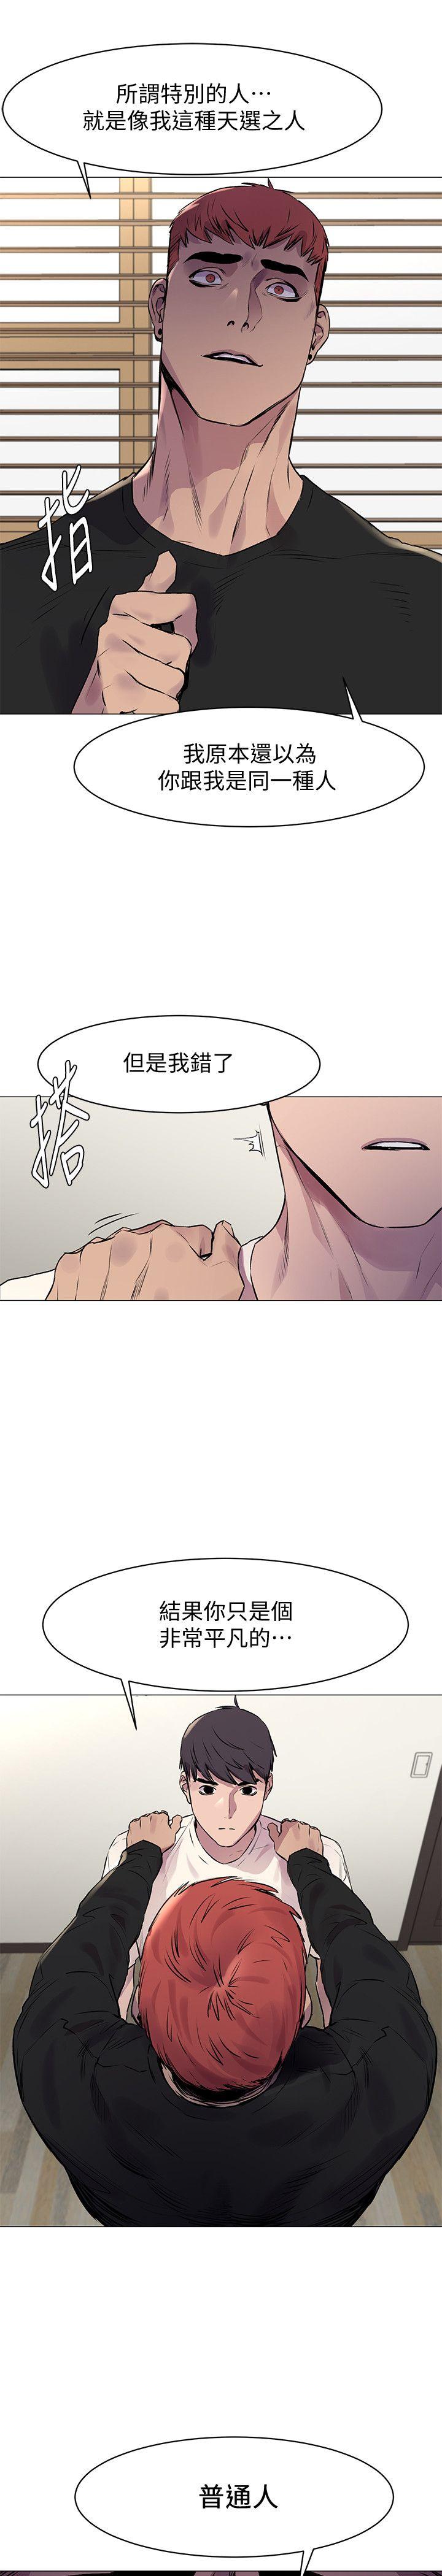 所謂特別的人…
就是像我這種天選之人
指
我原本還以為
你跟我是同一種人
但是我錯了
搭
結果你只是個
非常平凡的…
普通人